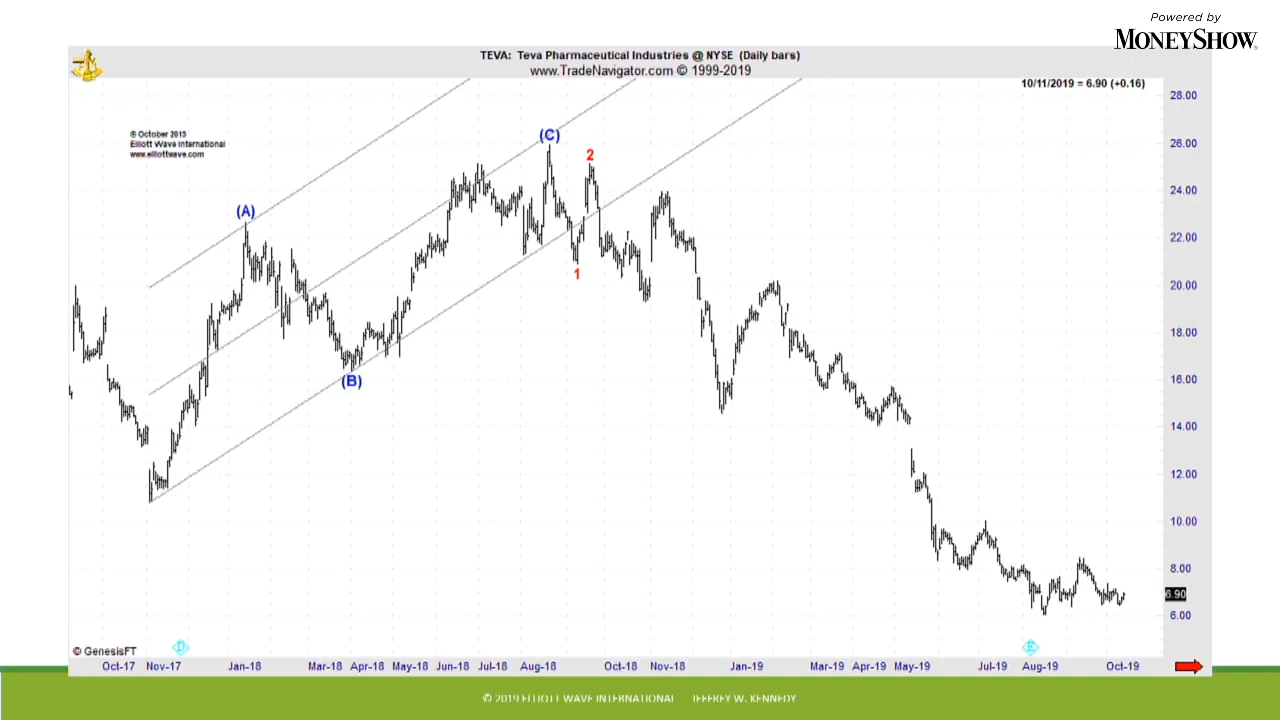 Powered by
MONEYSHOW
TEVA: Teva Pharmaceutical Industries @ NYSE (Daily bars)
www.TradeNavigator.com © 1999-2019
10/11/2019 = 6.90 (+0.16)
© October 2019
Elliott Wave International
www.elliottwave.com
28.00
26.00
24.00
22.00
20.00
18.00
16.00
14.00
12.00
10.00
8.00
6.90
6.00
(A)
(B)
(C)
1
2
D
E
© GenesisFT
Oct-17 Nov-17 Jan-18 Mar-18 Apr-18 May-18 Jun-18 Jul-18 Aug-18 Oct-18 Nov-18 Jan-19 Mar-19 Apr-19 May-19 Jul-19 Aug-19 Oct-19
© 2019 ELLIOTT WAVE INTERNATIONAL JEFFREY W. KENNEDY